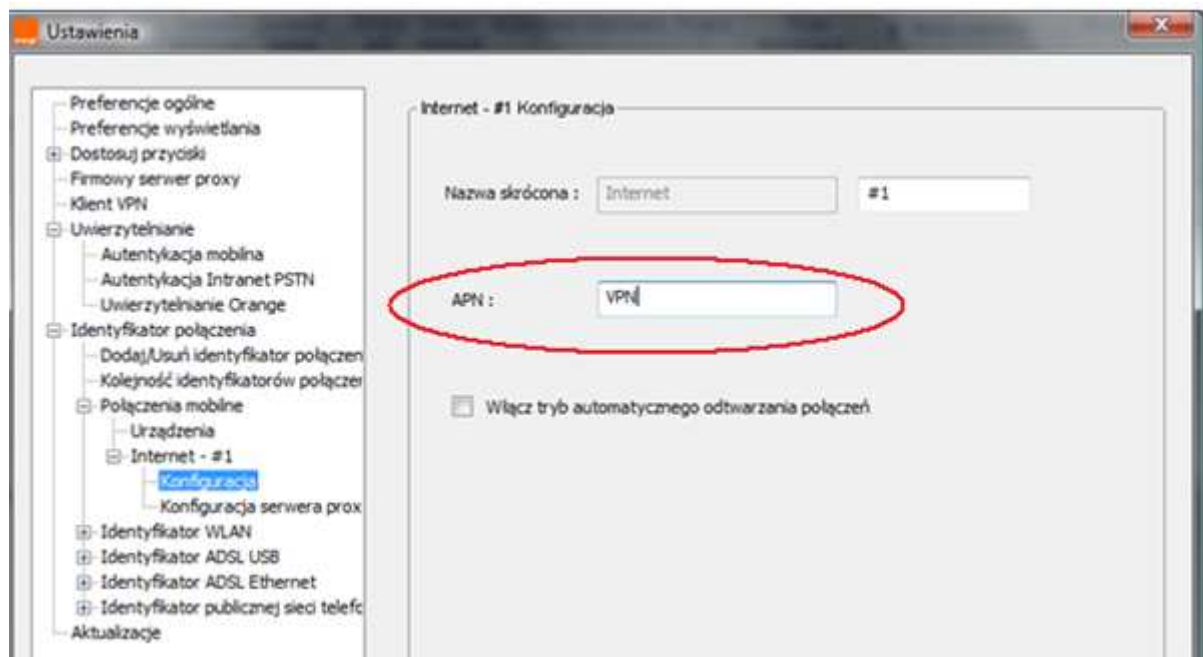 Ustawienia
Preferencje ogólne
Preferencje wyświetlania
Dostosuj przyciski
Firmowy serwer proxy
Klient VPN
Uwierzytelnianie
Autentykacja mobilna
Autentykacja Intranet PSTN
Uwierzytelnianie Orange
Identyfikator połączenia
Dodaj/Usuń identyfikator połączen
Kolejność identyfikatorów połączeń
Połączenia mobilne
Urządzenia
Internet - #1
Konfiguracja
Konfiguracja serwera prox
Identyfikator WLAN
Identyfikator ADSL USB
Identyfikator ADSL Ethernet
Identyfikator publicznej sieci telefo
Aktualizacje
Internet - #1 Konfiguracja
Nazwa skrócona : Internet #1
APN : VPN
Włącz tryb automatycznego odtwarzania połączeń